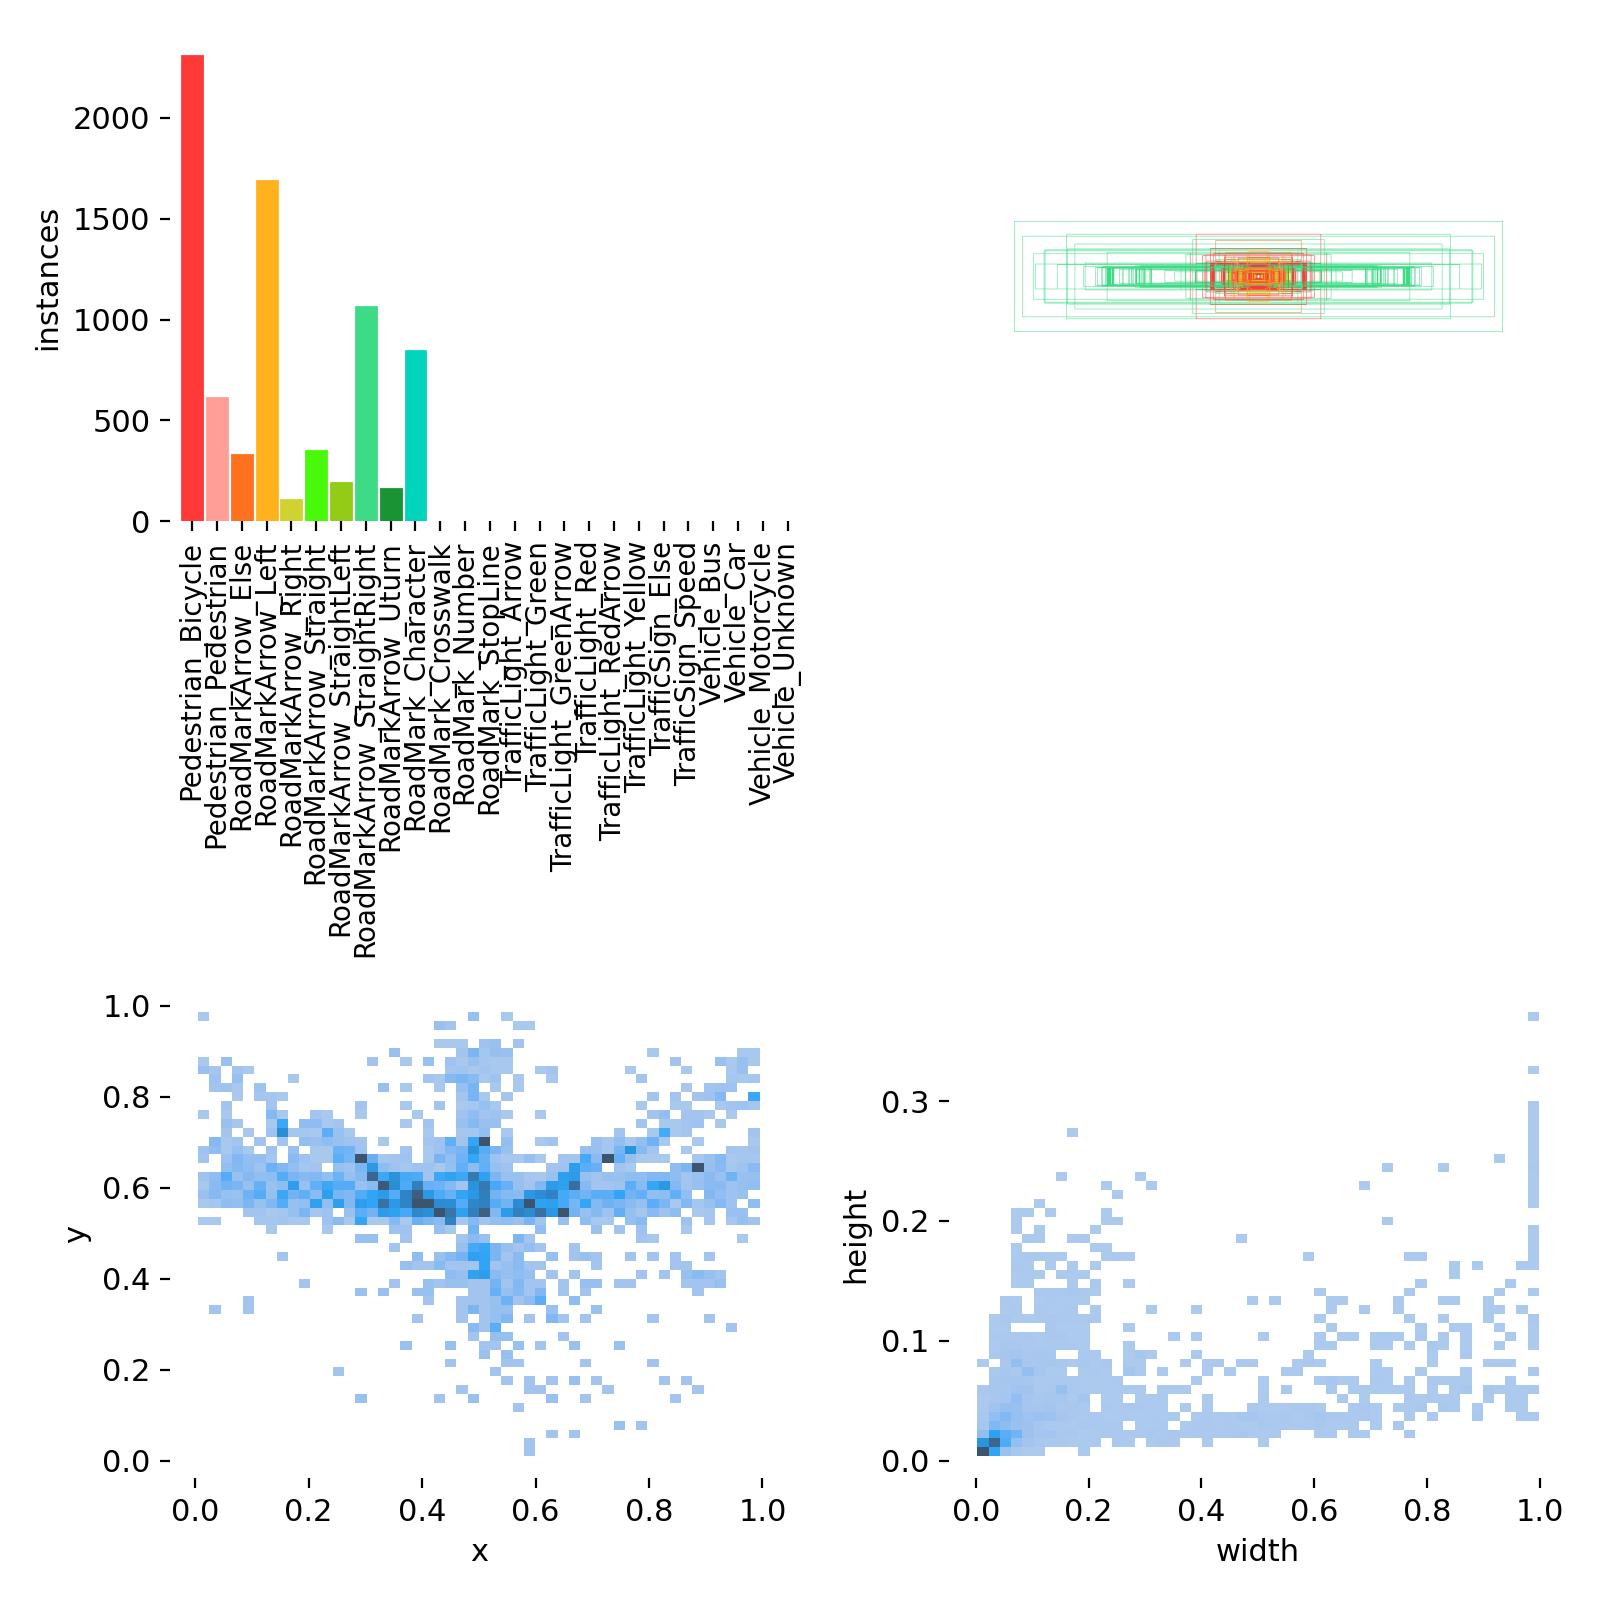 instances
2000
1500
1000
500
0
Pedestrian_Bicycle
Pedestrian_Pedestrian
RoadMarkArrow_Else
RoadMarkArrow_Left
RoadMarkArrow_Right
RoadMarkArrow_Straight
RoadMarkArrow_StraightLeft
RoadMarkArrow_StraightRight
RoadMarkArrow_Uturn
RoadMark_Character
RoadMark_Crosswalk
RoadMark_Number
RoadMark_StopLine
TrafficLight_Arrow
TrafficLight_Green
TrafficLight_GreenArrow
TrafficLight_Red
TrafficLight_RedArrow
TrafficLight_Yellow
TrafficSign_Else
TrafficSign_Speed
Vehicle_Bus
Vehicle_Car
Vehicle_Motorcycle
Vehicle_Unknown
y
1.0
0.8
0.6
0.4
0.2
0.0
0.0 0.2 0.4 0.6 0.8 1.0
x
height
0.3
0.2
0.1
0.0
0.0 0.2 0.4 0.6 0.8 1.0
width